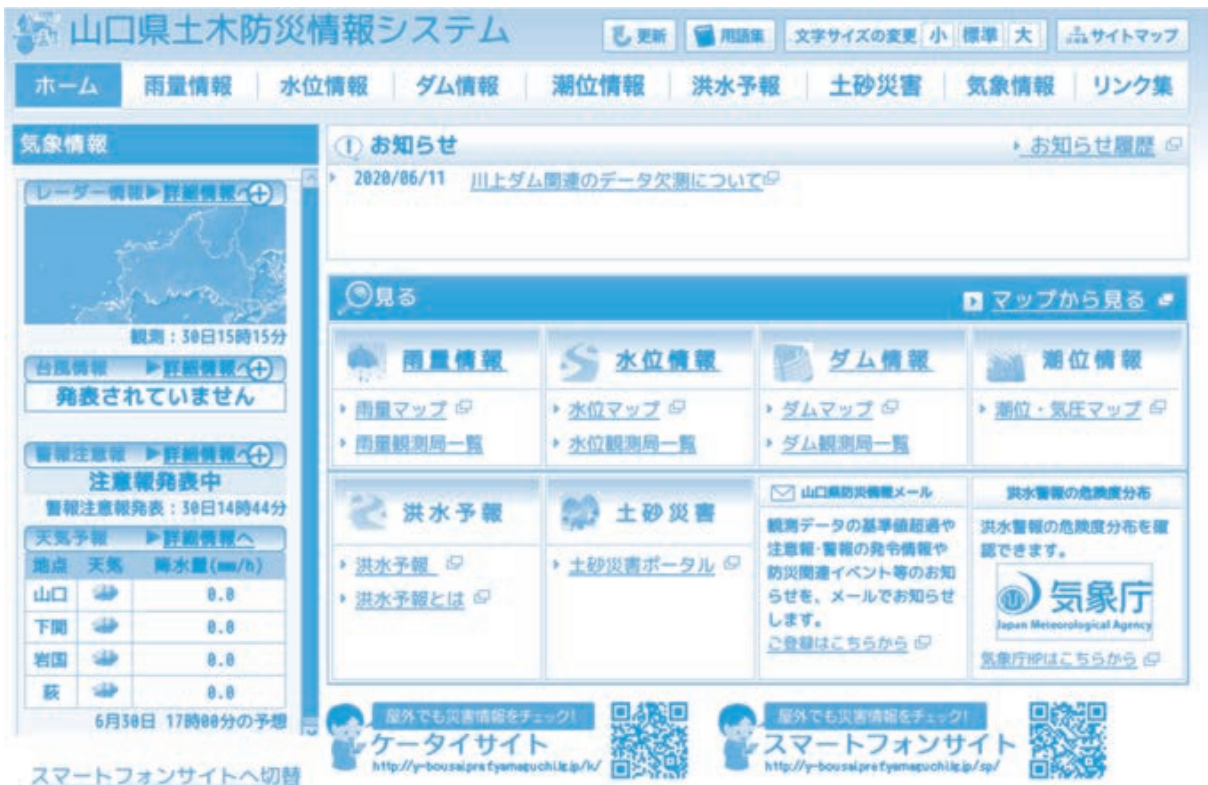 山口県土木防災情報システム
更新 用語集 文字サイズの変更 小 標準 大 サイトマップ
ホーム 雨量情報 水位情報 ダム情報 潮位情報 洪水予報 土砂災害 気象情報 リンク集
気象情報
レーダー情報▶詳細情報へ
観測:30日15時15分
台風情報 ▶詳細情報へ
発表されていません
警報注意報 ▶詳細情報へ
注意報発表中
警報注意報発表:30日14時44分
天気予報 ▶詳細情報へ
地点 天気 降水量(mm/h)
山口 0.0
下関 0.0
岩国 0.0
萩 0.0
6月30日 17時00分の予想
スマートフォンサイトへ切替
お知らせ
お知らせ履歴
2020/06/11 川上ダム関連のデータ欠測について
見る
マップから見る
雨量情報
雨量マップ
雨量観測局一覧
水位情報
水位マップ
水位観測局一覧
ダム情報
ダムマップ
ダム観測局一覧
潮位情報
潮位・気圧マップ
洪水予報
洪水予報
洪水予報とは
土砂災害
土砂災害ポータル
山口県防災情報メール
観測データの基準値超過や
注意報・警報の発令情報や
防災関連イベント等のお知
らせを、メールでお知らせ
します。
ご登録はこちらから
洪水警報の危険度分布
洪水警報の危険度分布を確
認できます。
気象庁
Japan Meteorological Agency
気象庁HPはこちらから
屋外でも災害情報をチェック!
ケータイサイト
http://y-bousai.pref.yamaguchi.lg.jp/k/
屋外でも災害情報をチェック!
スマートフォンサイト
http://y-bousai.pref.yamaguchi.lg.jp/sp/